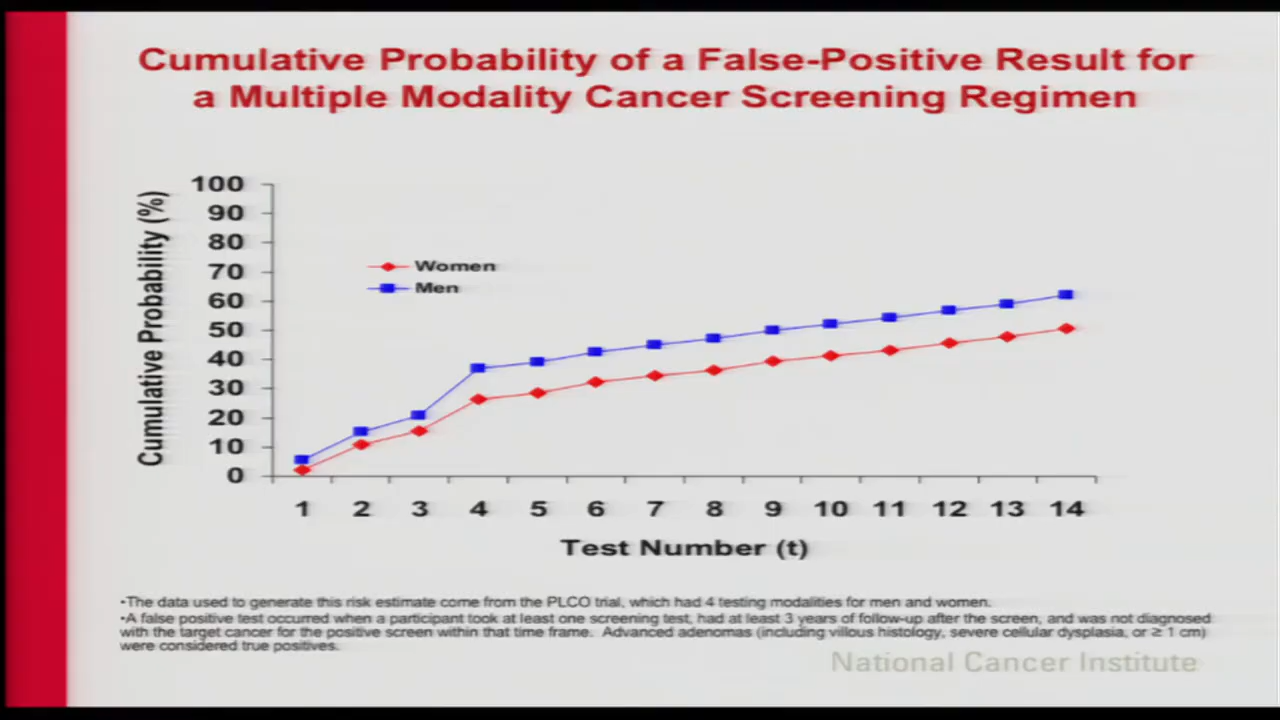 Cumulative Probability of a False-Positive Result for
a Multiple Modality Cancer Screening Regimen
Cumulative Probability (%)
100
90
80
70
60
50
40
30
20
10
0
Women
Men
1 2 3 4 5 6 7 8 9 10 11 12 13 14
Test Number (t)
•The data used to generate this risk estimate come from the PLCO trial, which had 4 testing modalities for men and women.
•A false positive test occurred when a participant took at least one screening test, had at least 3 years of follow-up after the screen, and was not diagnosed
with the target cancer for the positive screen within that time frame. Advanced adenomas (including villous histology, severe cellular dysplasia, or ≥ 1 cm)
were considered true positives.
National Cancer Institute